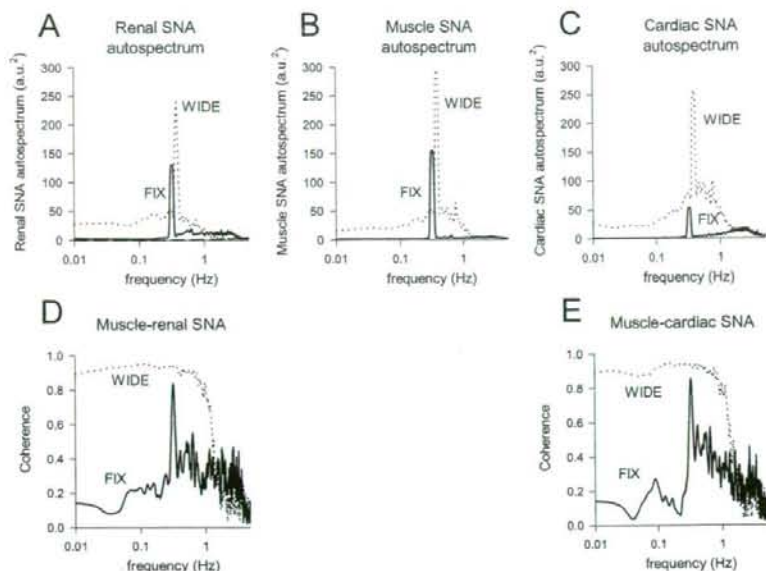 A
Renal SNA
autospectrum
Renal SNA autospectrum (a.u.²)
300
250
200
150
100
50
0
WIDE
FIX
0.01
0.1
1
frequency (Hz)
B
Muscle SNA
autospectrum
Muscle SNA autospectrum (a.u.²)
300
250
200
150
100
50
0
WIDE
FIX
0.01
0.1
1
frequency (Hz)
C
Cardiac SNA
autospectrum
Cardiac SNA autospectrum (a.u.²)
300
250
200
150
100
50
0
WIDE
FIX
0.01
0.1
1
frequency (Hz)
D
Muscle-renal SNA
Coherence
1.0
0.8
0.6
0.4
0.2
0.0
WIDE
FIX
0.01
0.1
1
frequency (Hz)
E
Muscle-cardiac SNA
Coherence
1.0
0.8
0.6
0.4
0.2
0.0
WIDE
FIX
0.01
0.1
1
frequency (Hz)